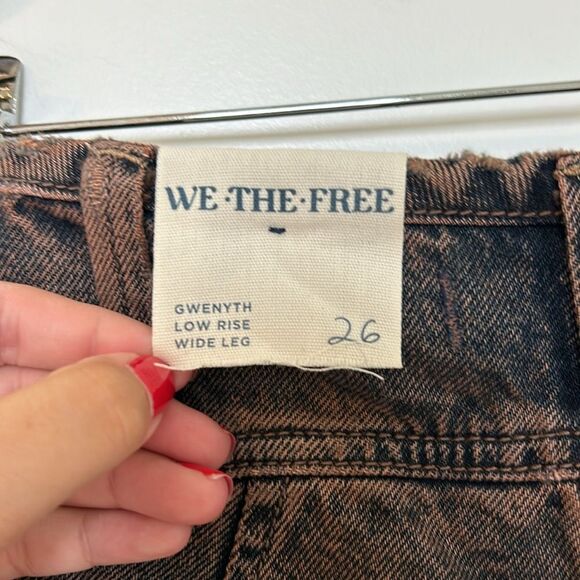 WE·THE·FREE
GWENYTH
LOW RISE
WIDE LEG 26